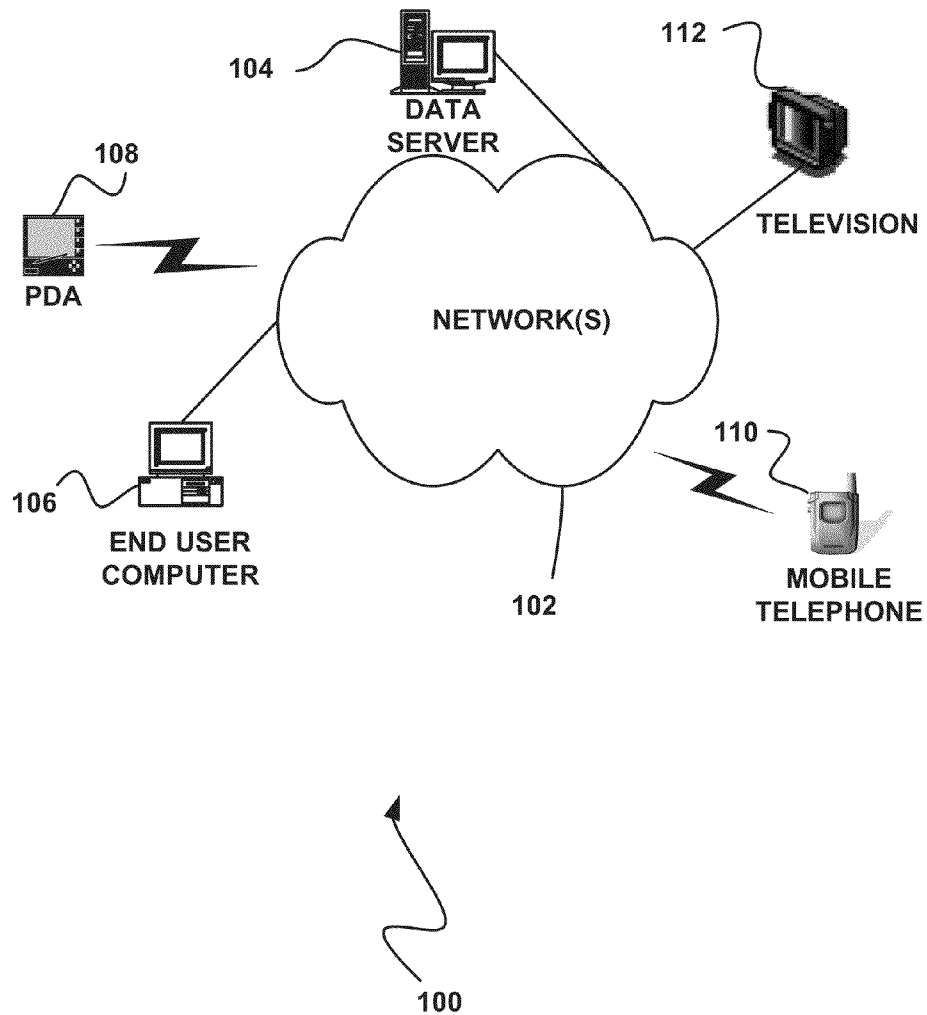 104
DATA
SERVER
112
TELEVISION
108
PDA
NETWORK(S)
106
END USER
COMPUTER
110
MOBILE
TELEPHONE
102
100